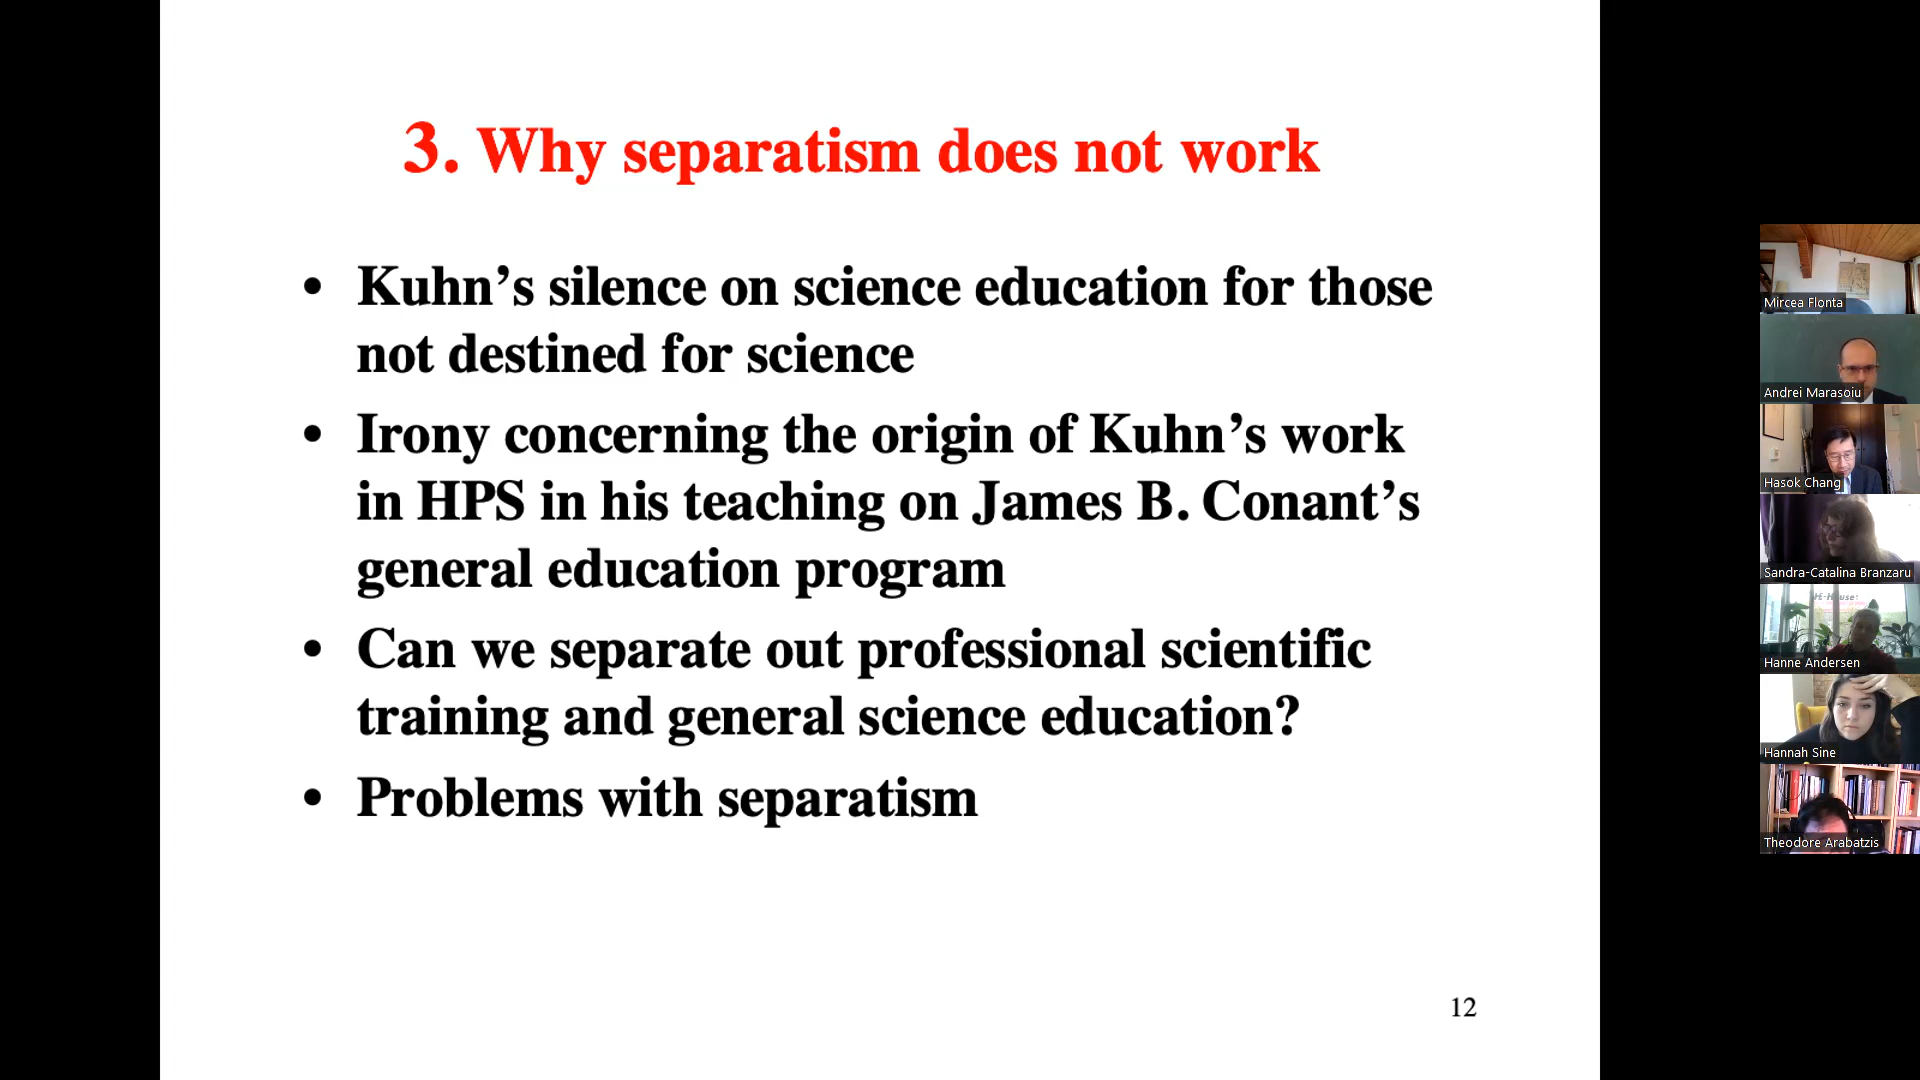 3. Why separatism does not work
• Kuhn’s silence on science education for those
not destined for science
• Irony concerning the origin of Kuhn’s work
in HPS in his teaching on James B. Conant’s
general education program
• Can we separate out professional scientific
training and general science education?
• Problems with separatism
12
Mircea Flonta
Andrei Marasoiu
Hasok Chang
Sandra-Catalina Branzaru
Hanne Andersen
Hannah Sine
Theodore Arabatzis